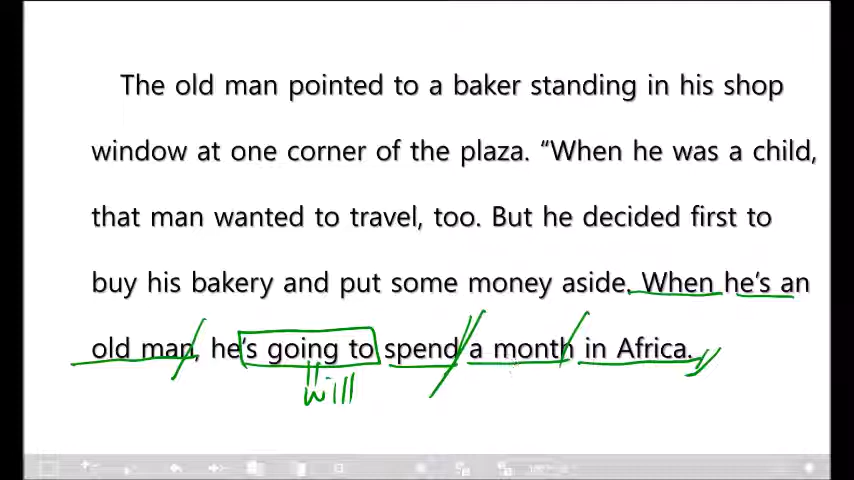 The old man pointed to a baker standing in his shop
window at one corner of the plaza. “When he was a child,
that man wanted to travel, too. But he decided first to
buy his bakery and put some money aside. When he's an
old man, he's going to spend a month in Africa.
will